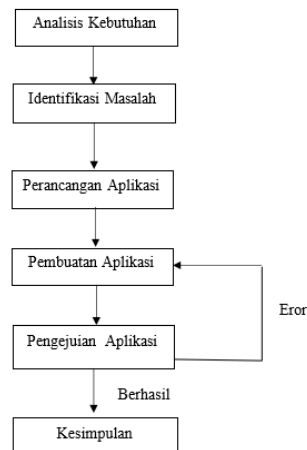 Analisis Kebutuhan
Identifikasi Masalah
Perancangan Aplikasi
Pembuatan Aplikasi
Eror
Pengejuian Aplikasi
Berhasil
Kesimpulan